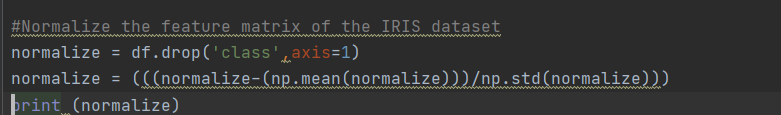 #Normalize the feature matrix of the IRIS dataset
normalize = df.drop('class',axis=1)
normalize = (((normalize-(np.mean(normalize)))/np.std(normalize)))
print (normalize)